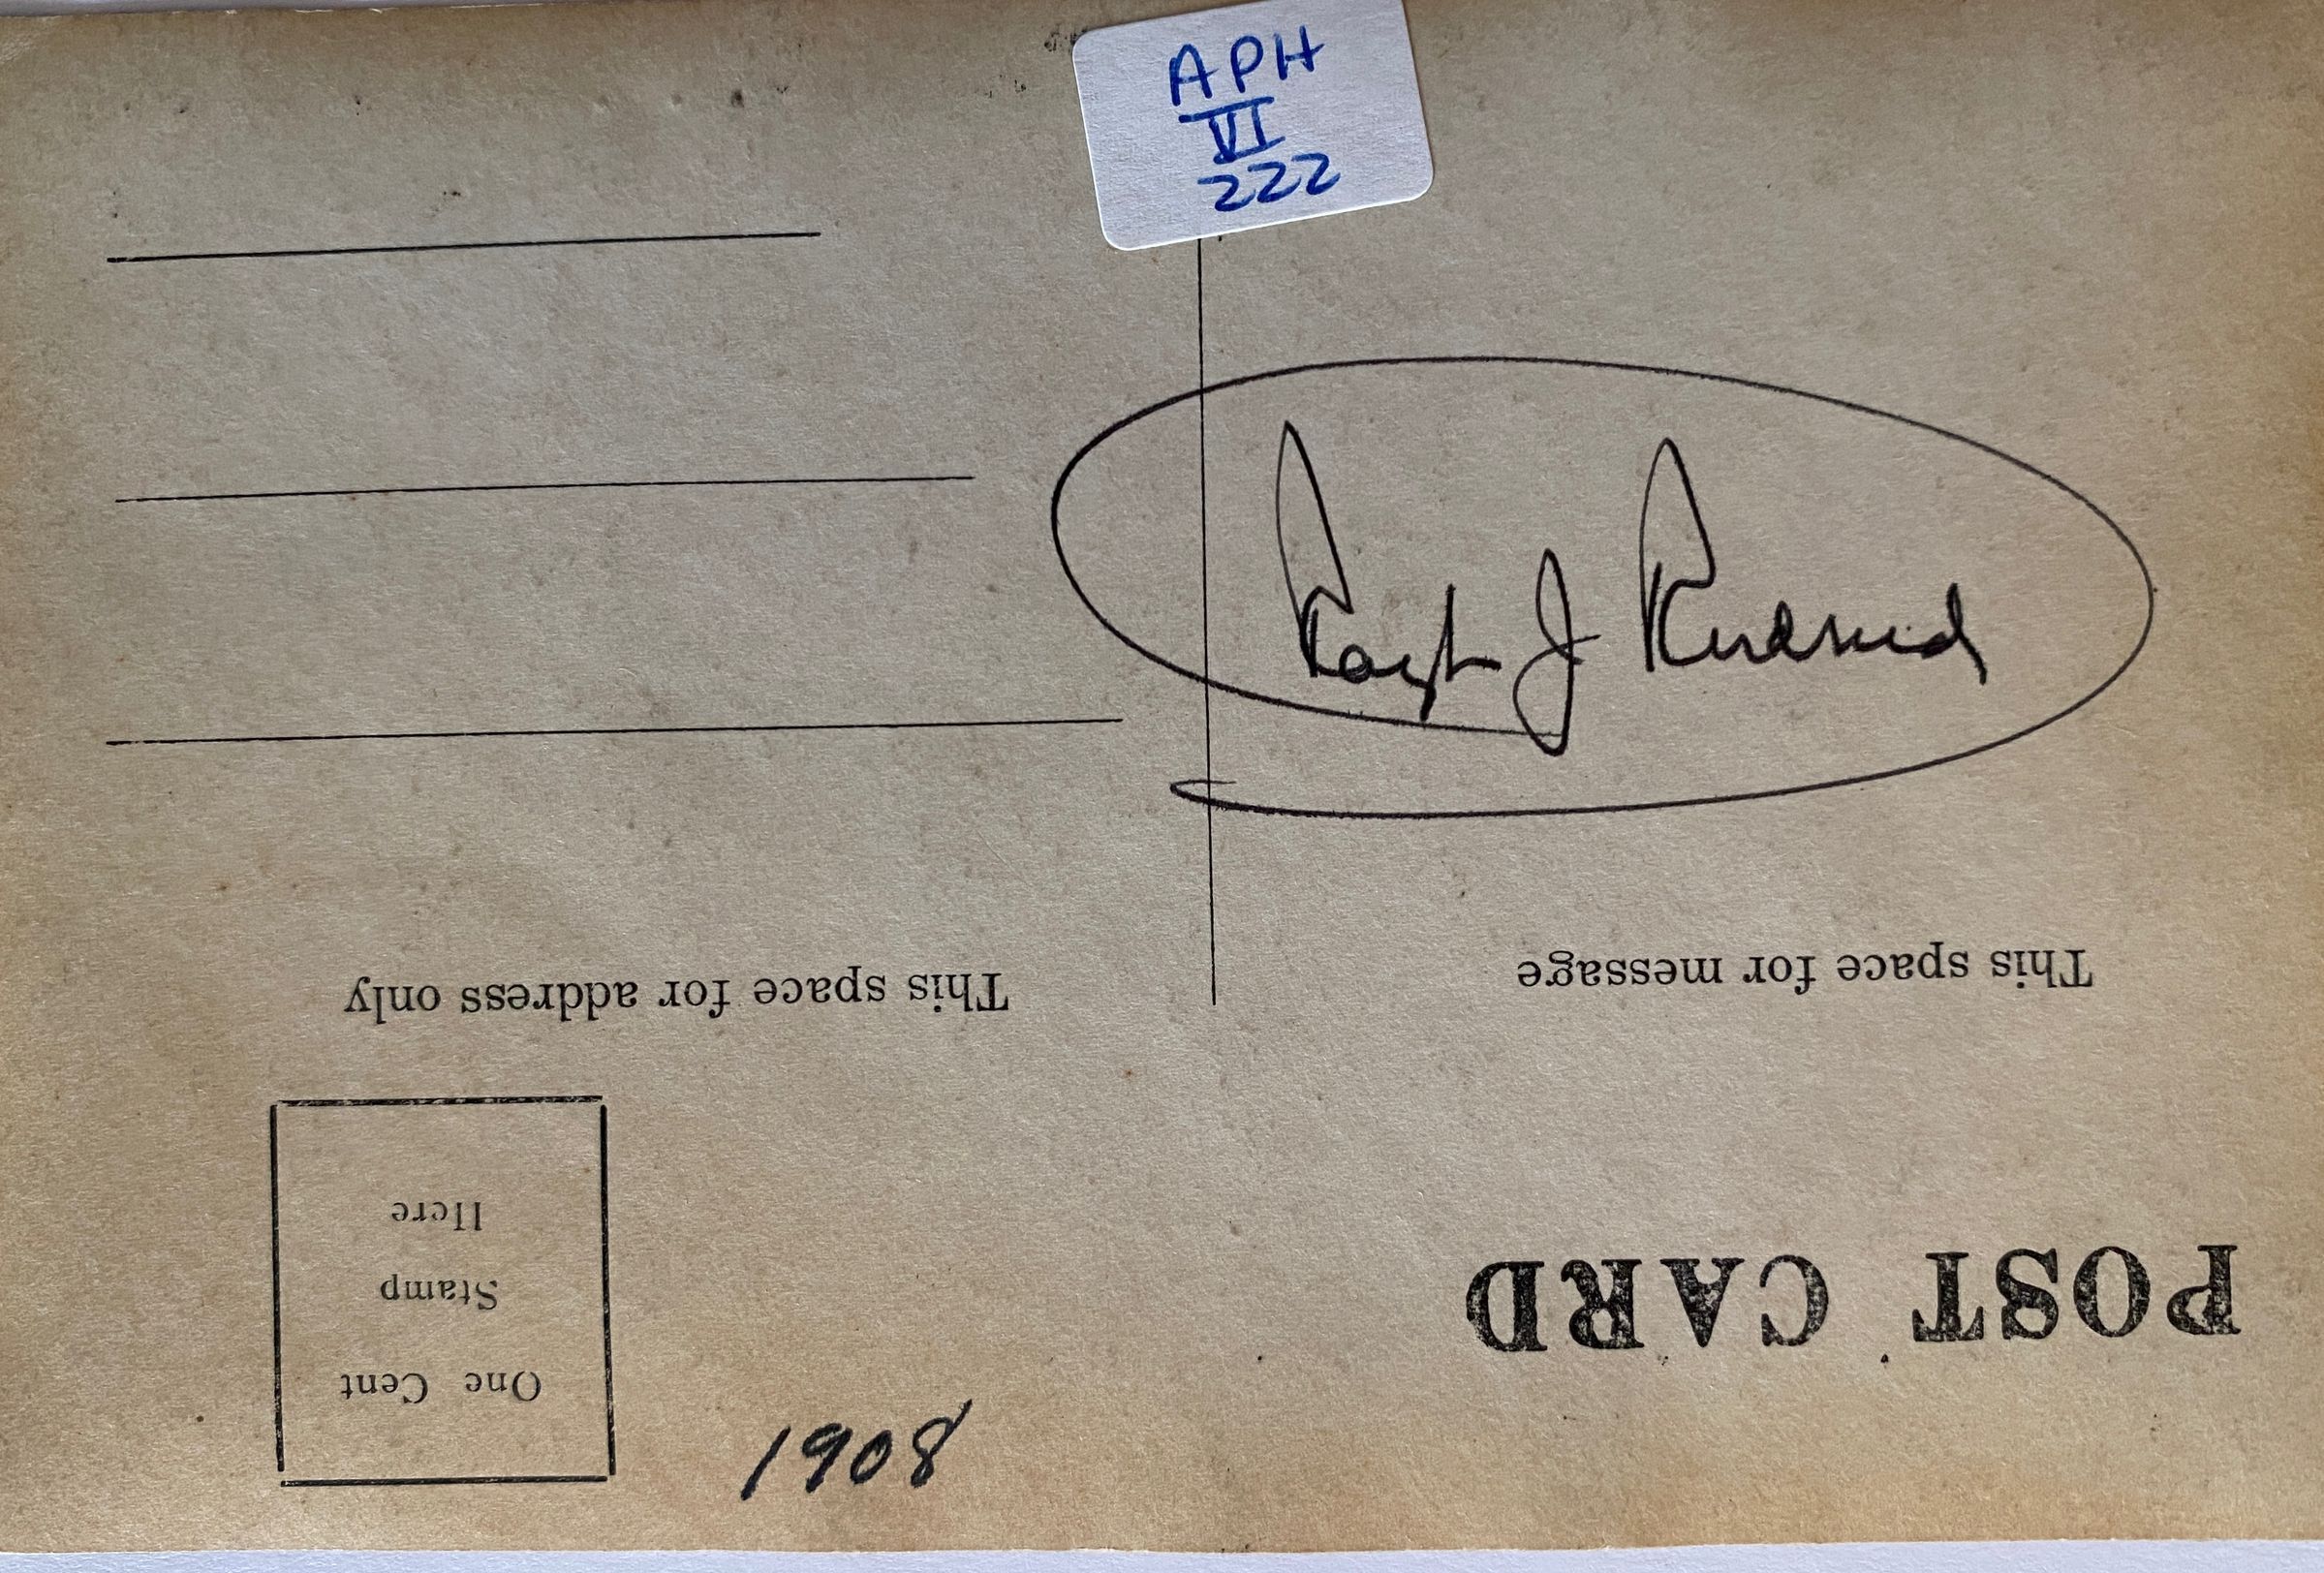 APH
VI
222
J
POST CARD
One Cent
Stamp
Here
This space for message
This space for address only
1908